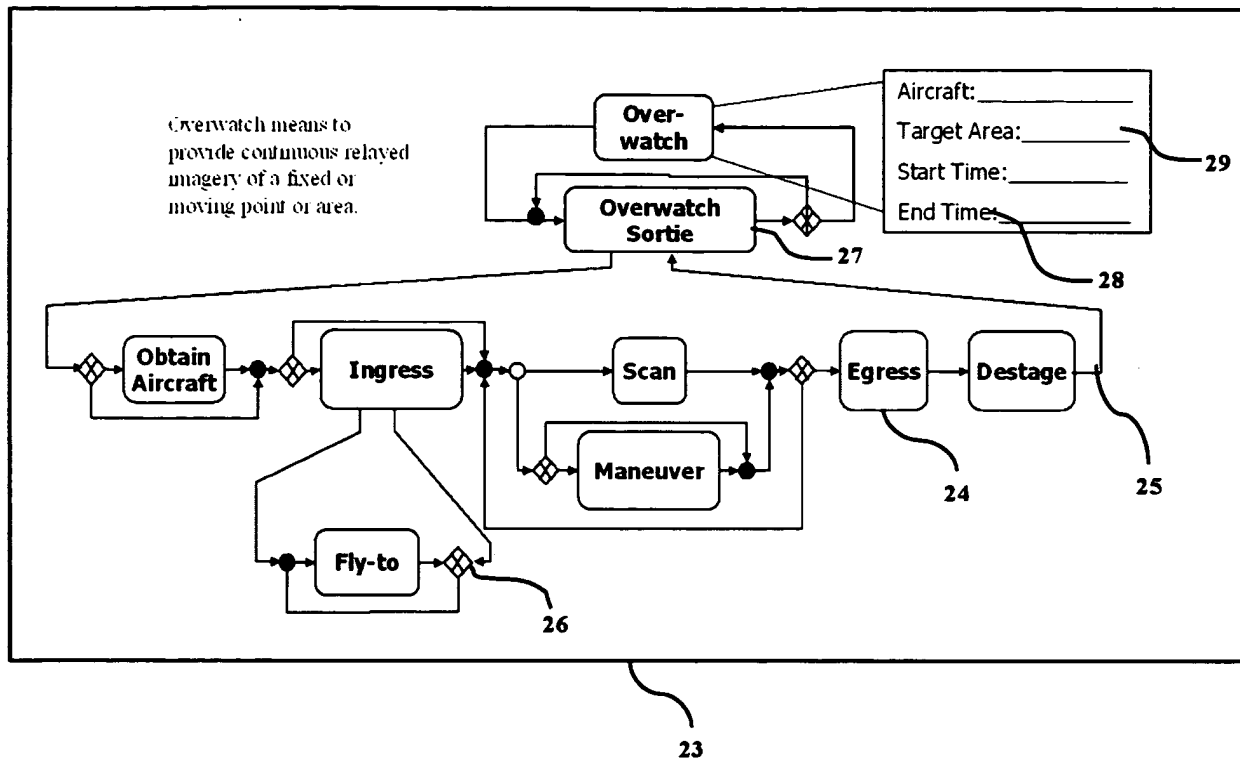 Overwatch means to
provide continuous relayed
imagery of a fixed or
moving point or area.
Over-
watch
Aircraft:
Target Area:
Start Time:
End Time:
29
28
Overwatch
Sortie
27
Obtain
Aircraft
Ingress
Scan
Egress
Destage
Maneuver
24
25
Fly-to
26
23